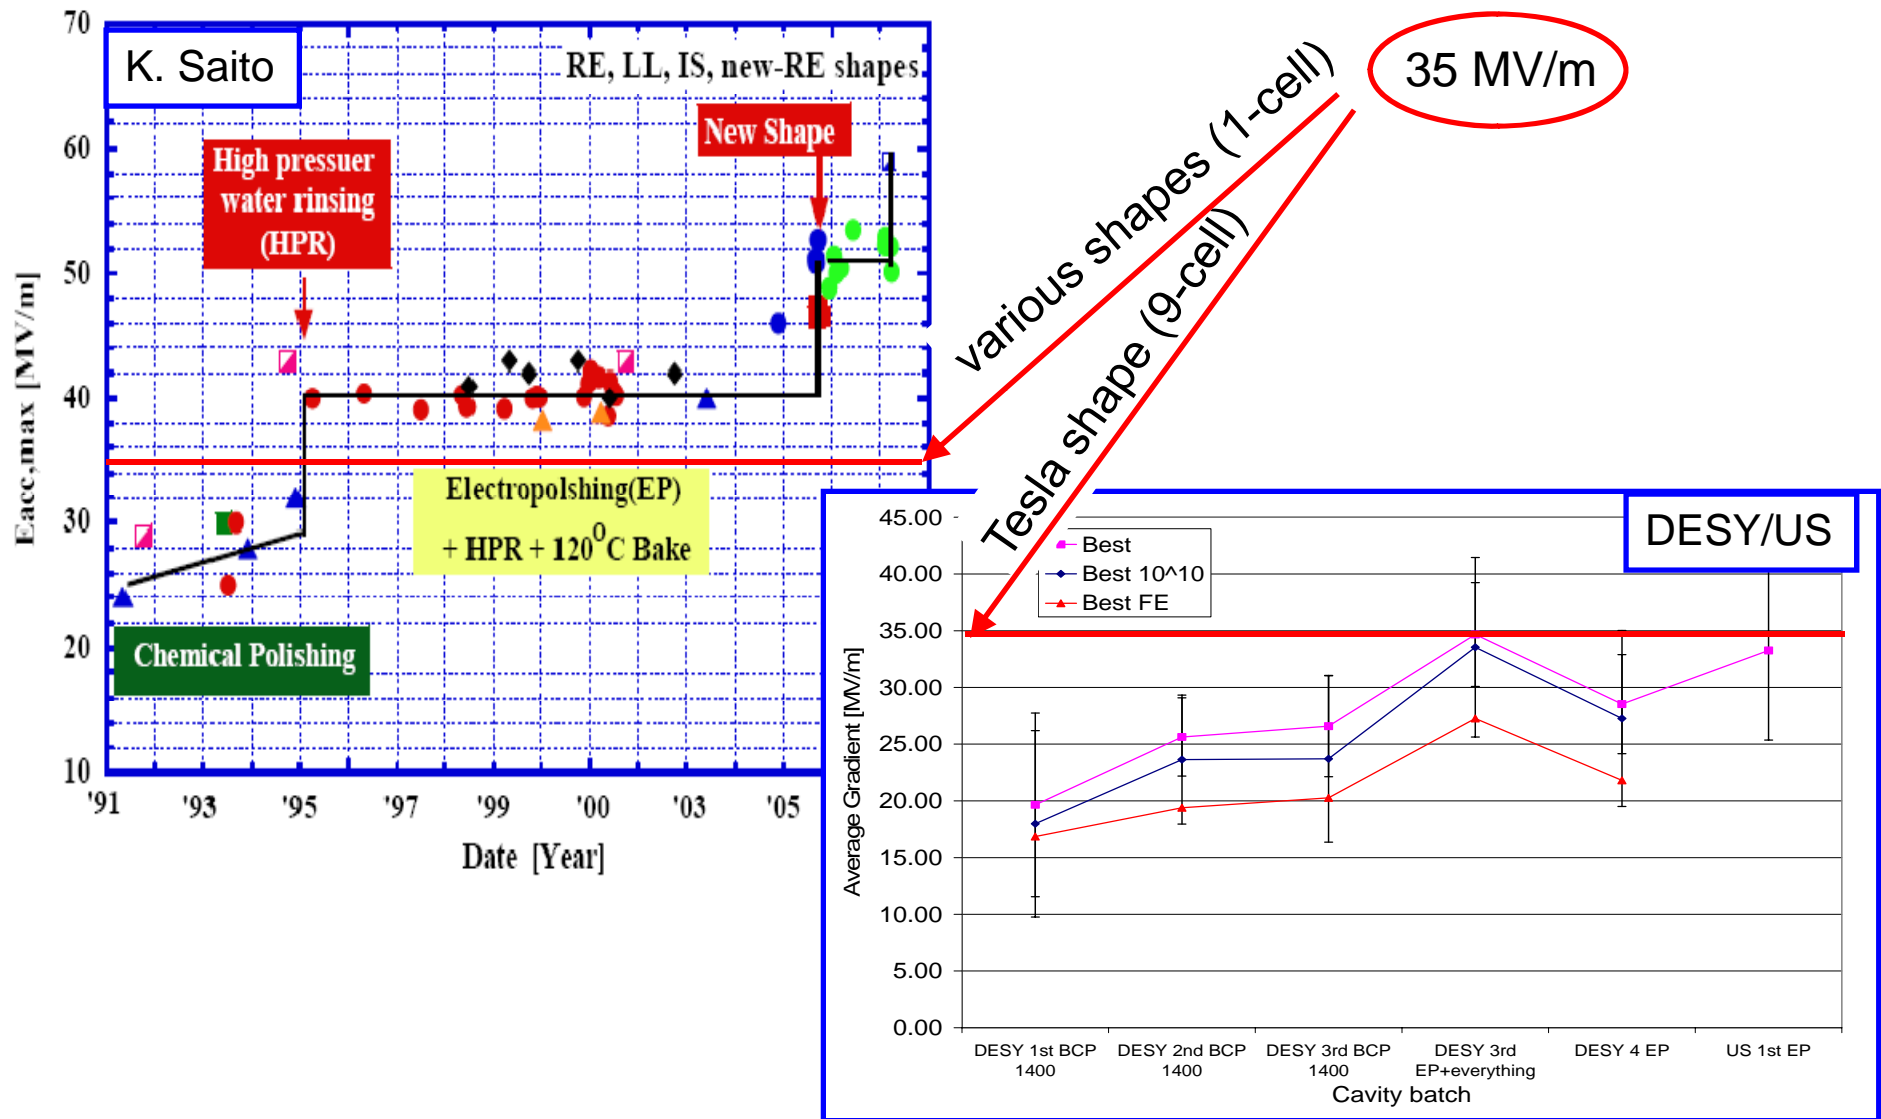 K. Saito
RE, LL, IS, new-RE shapes
High pressuer
water rinsing
(HPR)
New Shape
Electropolshing(EP)
+ HPR + 120⁰C Bake
Chemical Polishing
Eacc,max [MV/m]
70
60
50
40
30
20
10
'91
'93
'95
'97
'99
'00
'03
'05
Date [Year]
35 MV/m
various shapes (1-cell)
Tesla shape (9-cell)
DESY/US
Best
Best 10^10
Best FE
Average Gradient [MV/m]
45.00
40.00
35.00
30.00
25.00
20.00
15.00
10.00
5.00
0.00
DESY 1st BCP
1400
DESY 2nd BCP
1400
DESY 3rd BCP
1400
DESY 3rd
EP+everything
DESY 4 EP
US 1st EP
Cavity batch